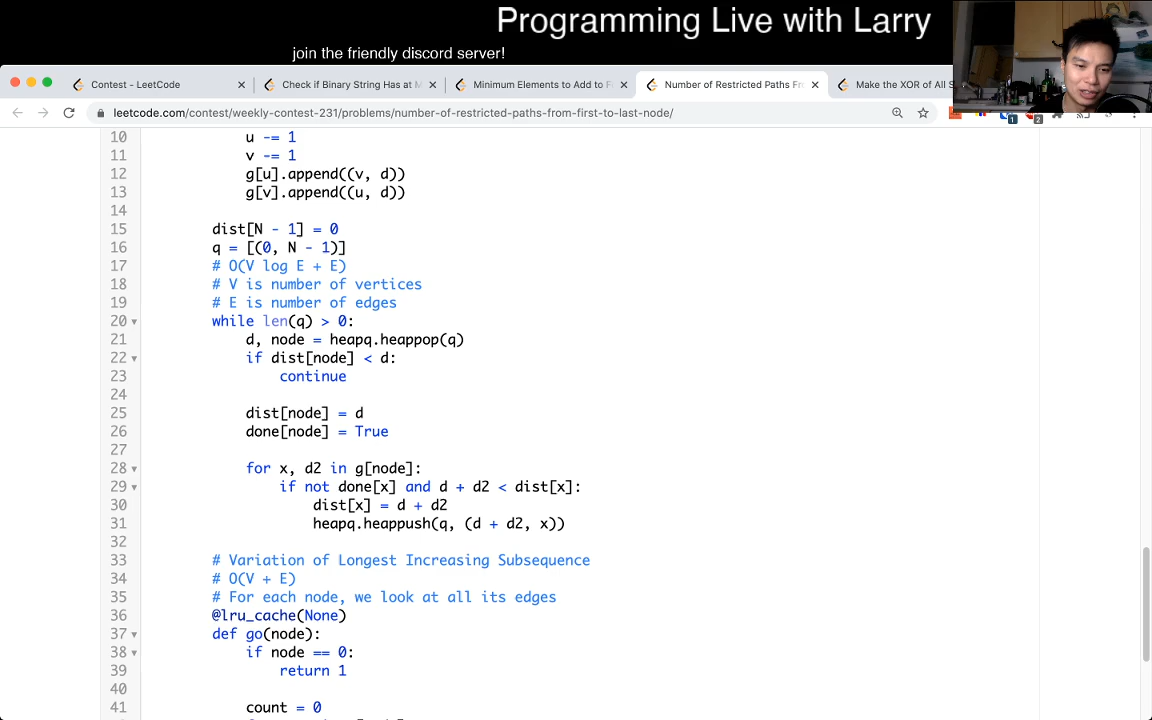 Programming Live with Larry
join the friendly discord server!
Contest - LeetCode
Check if Binary String Has at M
Minimum Elements to Add to F
Number of Restricted Paths Fro
Make the XOR of All S
leetcode.com/contest/weekly-contest-231/problems/number-of-restricted-paths-from-first-to-last-node/
10 u -= 1
11 v -= 1
12 g[u].append((v, d))
13 g[v].append((u, d))
14
15 dist[N - 1] = 0
16 q = [(0, N - 1)]
17 # O(V log E + E)
18 # V is number of vertices
19 # E is number of edges
20 while len(q) > 0:
21 d, node = heapq.heappop(q)
22 if dist[node] < d:
23 continue
24
25 dist[node] = d
26 done[node] = True
27
28 for x, d2 in g[node]:
29 if not done[x] and d + d2 < dist[x]:
30 dist[x] = d + d2
31 heapq.heappush(q, (d + d2, x))
32
33 # Variation of Longest Increasing Subsequence
34 # O(V + E)
35 # For each node, we look at all its edges
36 @lru_cache(None)
37 def go(node):
38 if node == 0:
39 return 1
40
41 count = 0